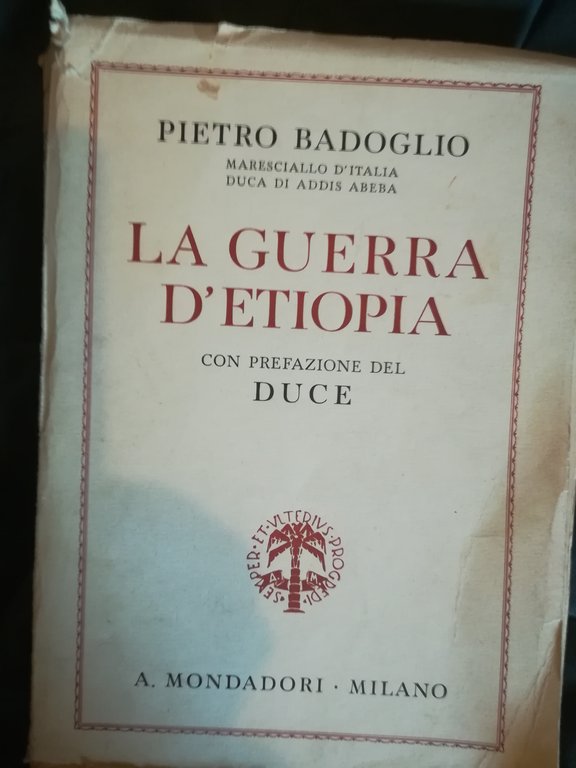 PIETRO BADOGLIO
MARESCIALLO D'ITALIA
DUCA DI ADDIS ABEBA
LA GUERRA
D'ETIOPIA
CON PREFAZIONE DEL
DUCE
SEMPER·ET·VLTERIVS·PROGREDI·
A M
A. MONDADORI · MILANO